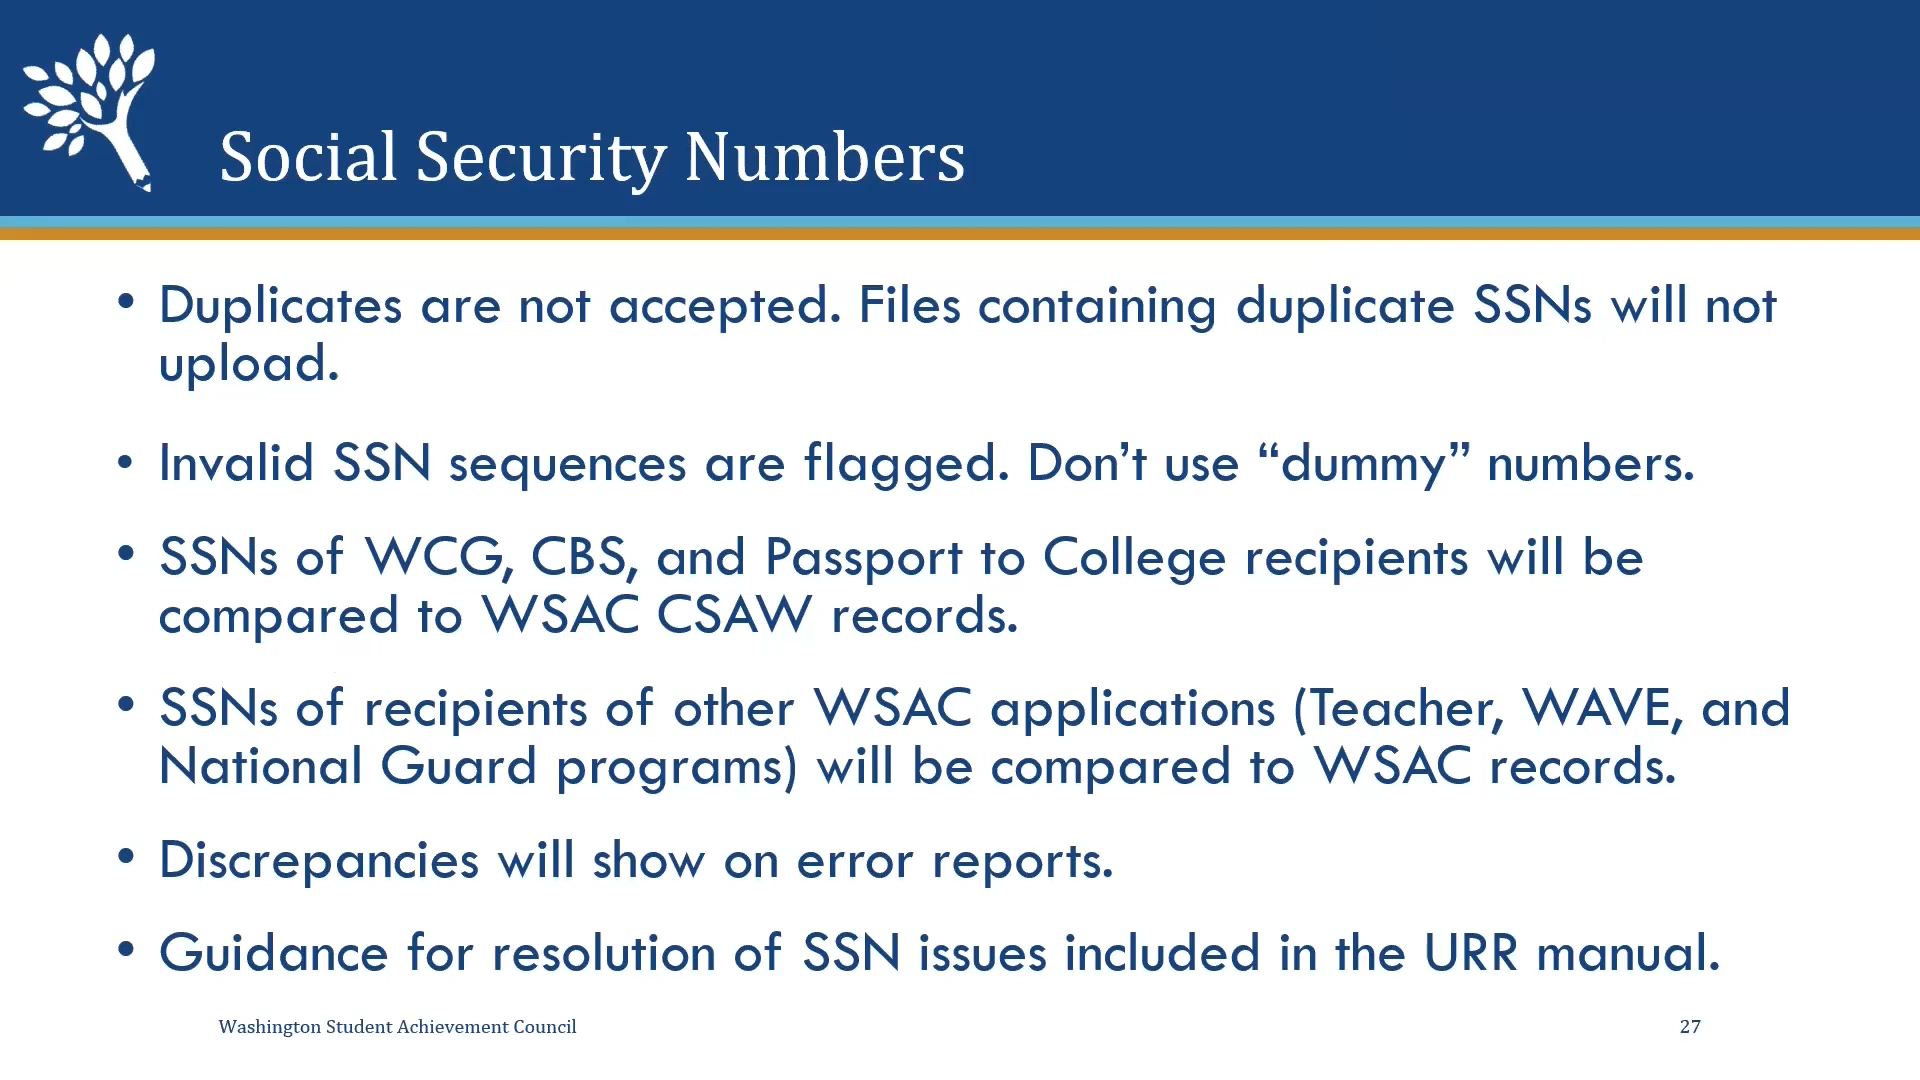 Social Security Numbers
• Duplicates are not accepted. Files containing duplicate SSNs will not
upload.
• Invalid SSN sequences are flagged. Don’t use “dummy” numbers.
• SSNs of WCG, CBS, and Passport to College recipients will be
compared to WSAC CSAW records.
• SSNs of recipients of other WSAC applications (Teacher, WAVE, and
National Guard programs) will be compared to WSAC records.
• Discrepancies will show on error reports.
• Guidance for resolution of SSN issues included in the URR manual.
Washington Student Achievement Council
27